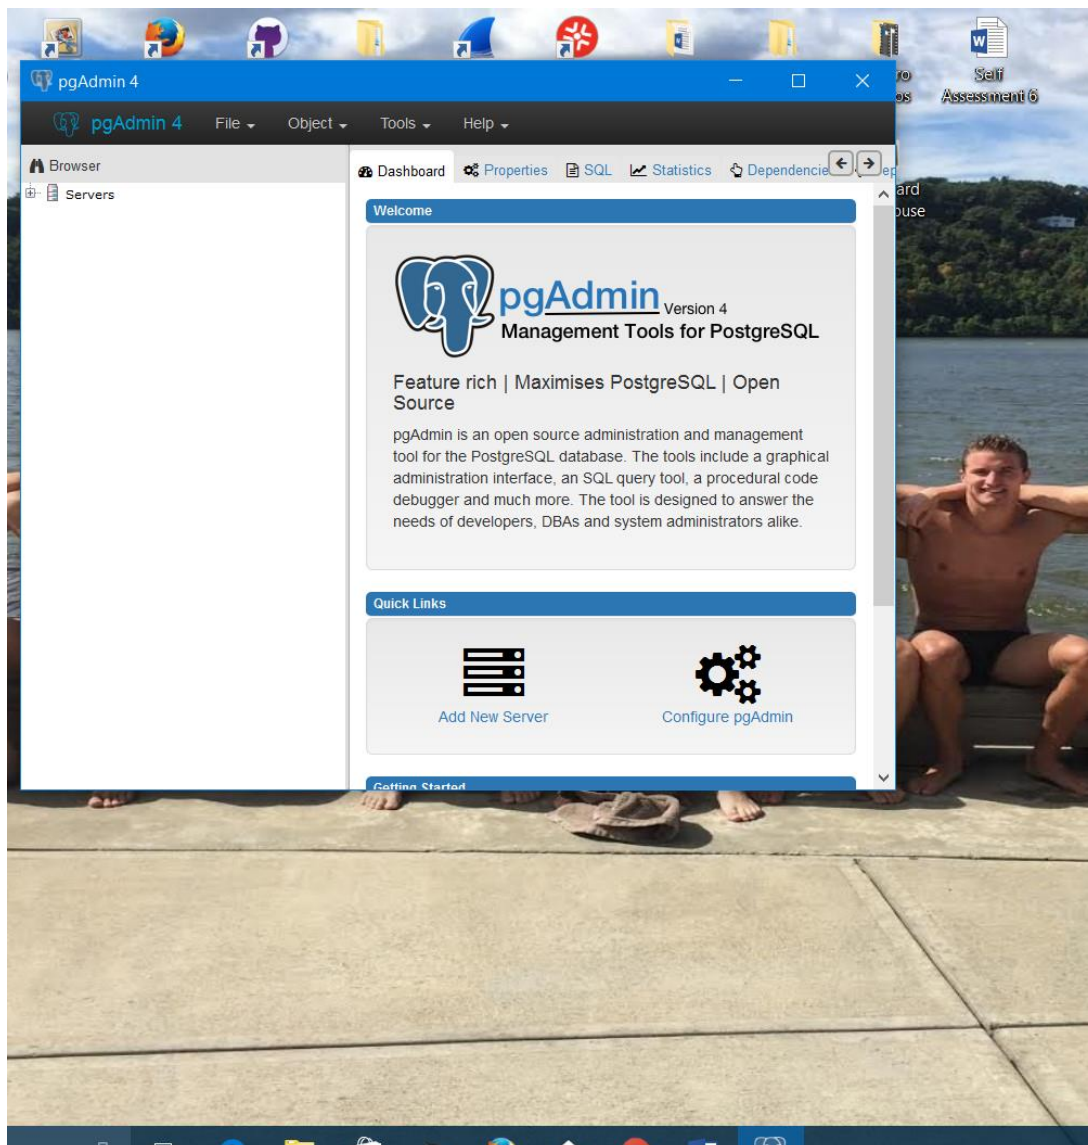 Self
Assessment 6
pgAdmin 4
pgAdmin 4 File Object Tools Help
Browser
Dashboard Properties SQL Statistics Dependencie
Servers
Welcome
pgAdmin Version 4
Management Tools for PostgreSQL
Feature rich | Maximises PostgreSQL | Open
Source
pgAdmin is an open source administration and management
tool for the PostgreSQL database. The tools include a graphical
administration interface, an SQL query tool, a procedural code
debugger and much more. The tool is designed to answer the
needs of developers, DBAs and system administrators alike.
Quick Links
Add New Server Configure pgAdmin
Getting Started